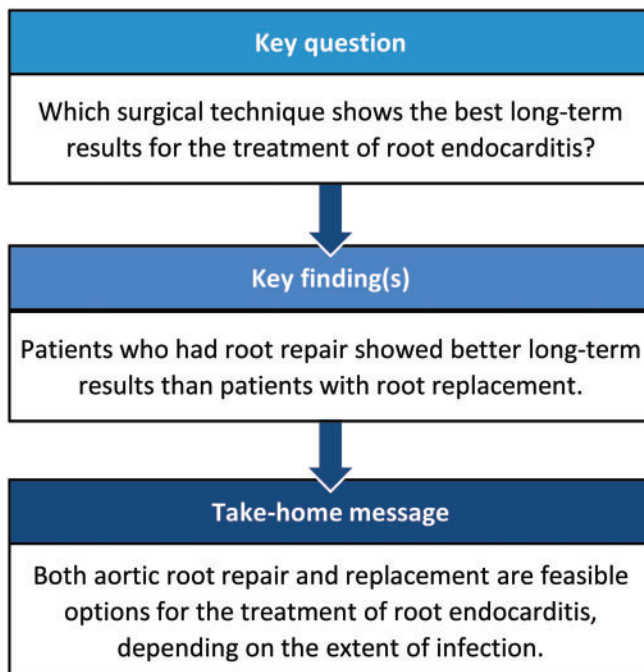 Key question
Which surgical technique shows the best long-term
results for the treatment of root endocarditis?
Key finding(s)
Patients who had root repair showed better long-term
results than patients with root replacement.
Take-home message
Both aortic root repair and replacement are feasible
options for the treatment of root endocarditis,
depending on the extent of infection.